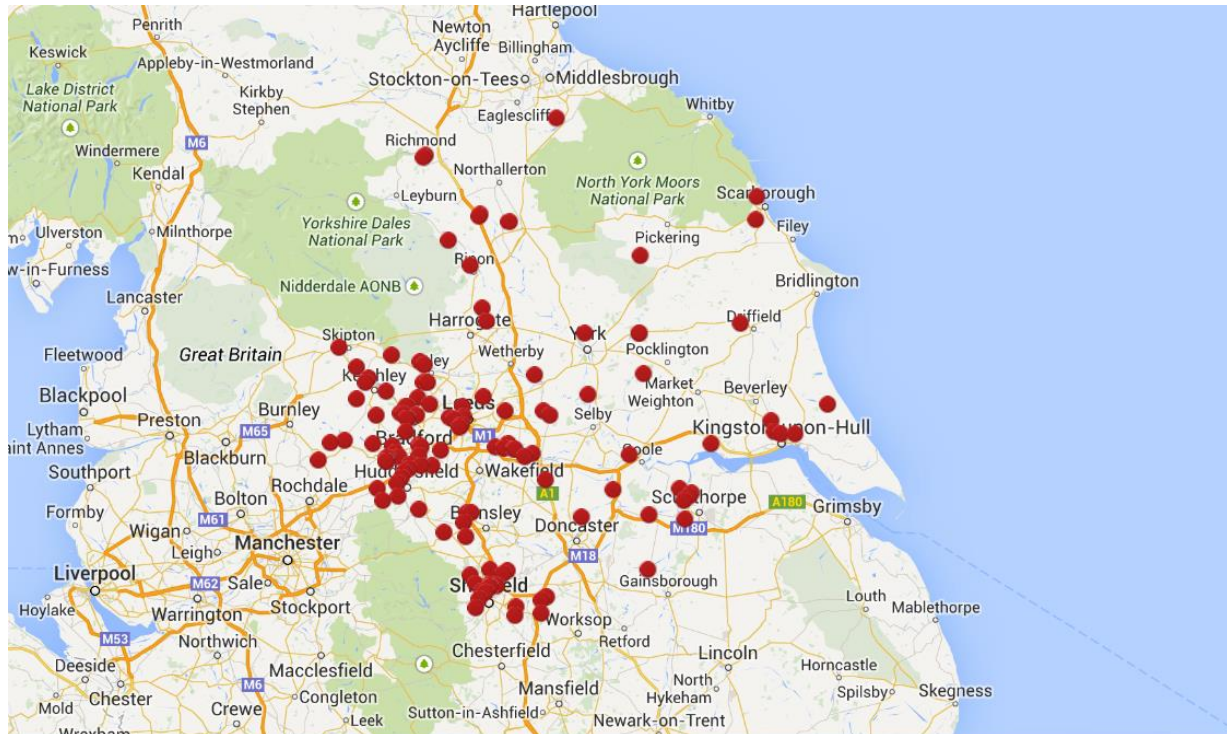 Hartlepool
Penrith
Newton
Aycliffe
Billingham
Keswick
Appleby-in-Westmorland
Stockton-on-Tees
Middlesbrough
Lake District
National Park
Kirkby
Stephen
Eaglescliff
Whitby
M6
Richmond
Windermere
Kendal
Northallerton
North York Moors
National Park
Leyburn
Scarborough
Yorkshire Dales
National Park
Ulverston
Milnthorpe
Filey
Pickering
w-in-Furness
Nidderdale AONB
Bridlington
Lancaster
Harrogate
Driffield
Skipton
York
Great Britain
Fleetwood
Wetherby
Pocklington
Blackpool
Market
Weighton
Beverley
Burnley
Leeds
Selby
Preston
Lytham
aint Annes
M65
Bradford
M1
Kingston upon-Hull
Blackburn
Southport
Wakefield
Rochdale
Bolton
A1
A180
Grimsby
Formby
M61
Wigan
Barnsley
Doncaster
M180
Leigh
Manchester
M18
Liverpool
M62
Sale
Sheffield
Gainsborough
Hoylake
Warrington
Stockport
Louth
Mablethorpe
M53
Northwich
Worksop
Retford
Deeside
Macclesfield
Chesterfield
Lincoln
Horncastle
Chester
M6
Congleton
Mansfield
North
Hykeham
Spilsby
Skegness
Mold
Crewe
Leek
Sutton-in-Ashfield
Newark-on-Trent